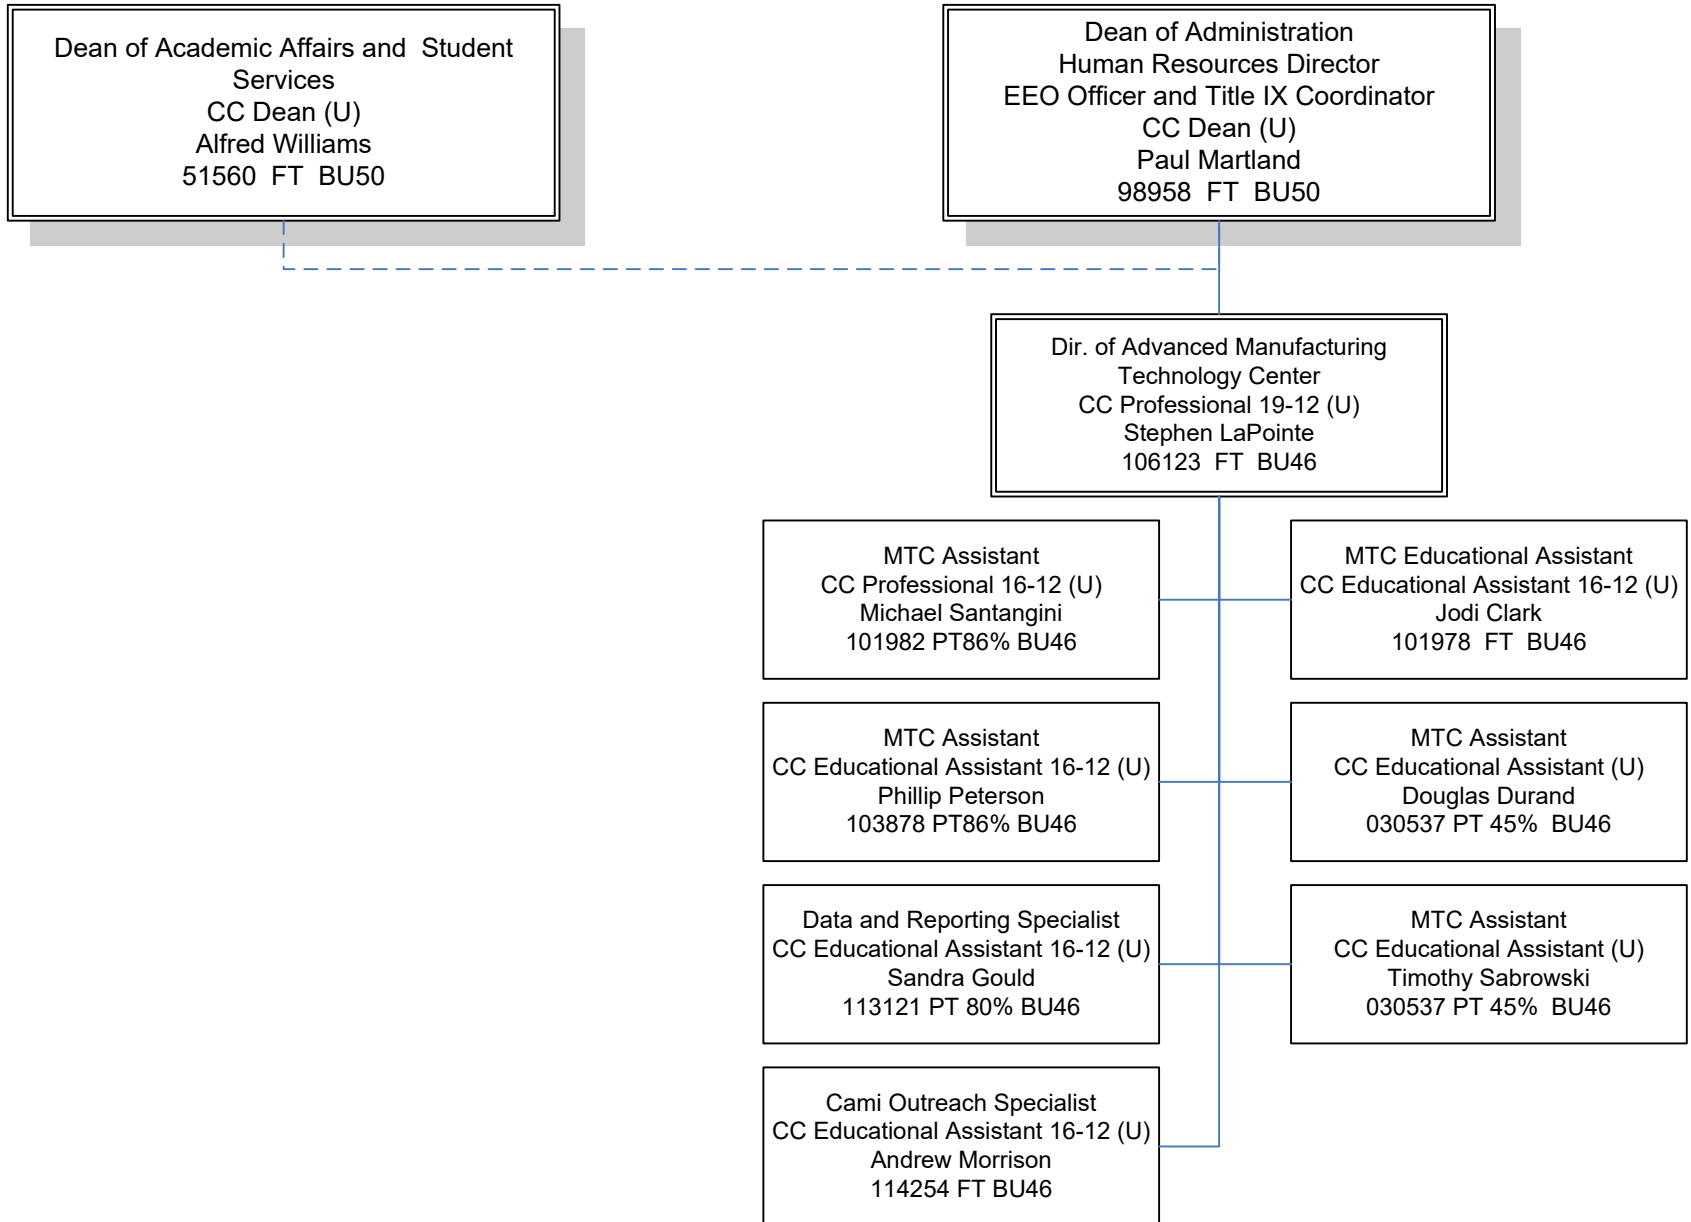 Dean of Academic Affairs and  Student
Services
CC Dean (U)
Alfred Williams
51560  FT  BU50
Dean of Administration
Human Resources Director
EEO Officer and Title IX Coordinator
CC Dean (U)
Paul Martland
98958  FT  BU50
Dir. of Advanced Manufacturing
Technology Center
CC Professional 19-12 (U)
Stephen LaPointe
106123  FT  BU46
MTC Assistant
CC Professional 16-12 (U)
Michael Santangini
101982 PT86% BU46
MTC Educational Assistant
CC Educational Assistant 16-12 (U)
Jodi Clark
101978  FT  BU46
MTC Assistant
CC Educational Assistant 16-12 (U)
Phillip Peterson
103878 PT86% BU46
MTC Assistant
CC Educational Assistant (U)
Douglas Durand
030537 PT 45%  BU46
Data and Reporting Specialist
CC Educational Assistant 16-12 (U)
Sandra Gould
113121 PT 80% BU46
MTC Assistant
CC Educational Assistant (U)
Timothy Sabrowski
030537 PT 45%  BU46
Cami Outreach Specialist
CC Educational Assistant 16-12 (U)
Andrew Morrison
114254 FT BU46